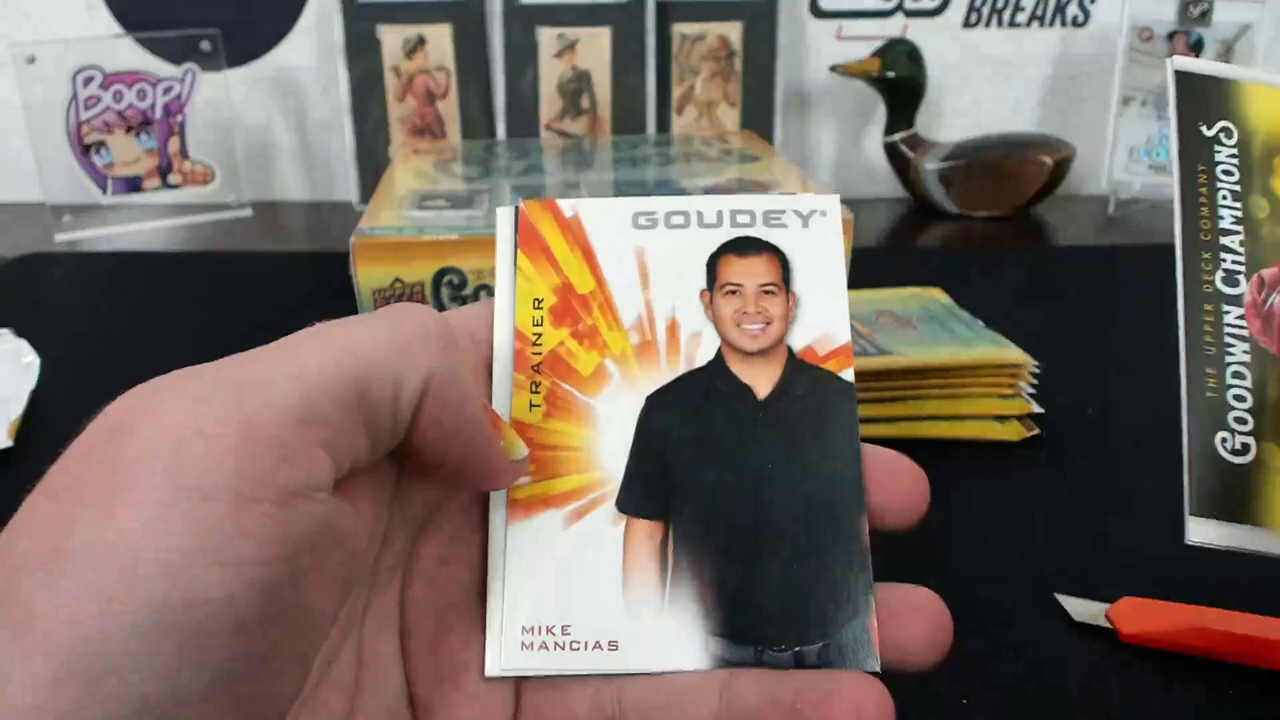 BREAKS
BOOP!
GOUDEY
TRAINER
MIKE
MANCIAS
THE UPPER DECK COMPANY
GOODWIN CHAMPIONS